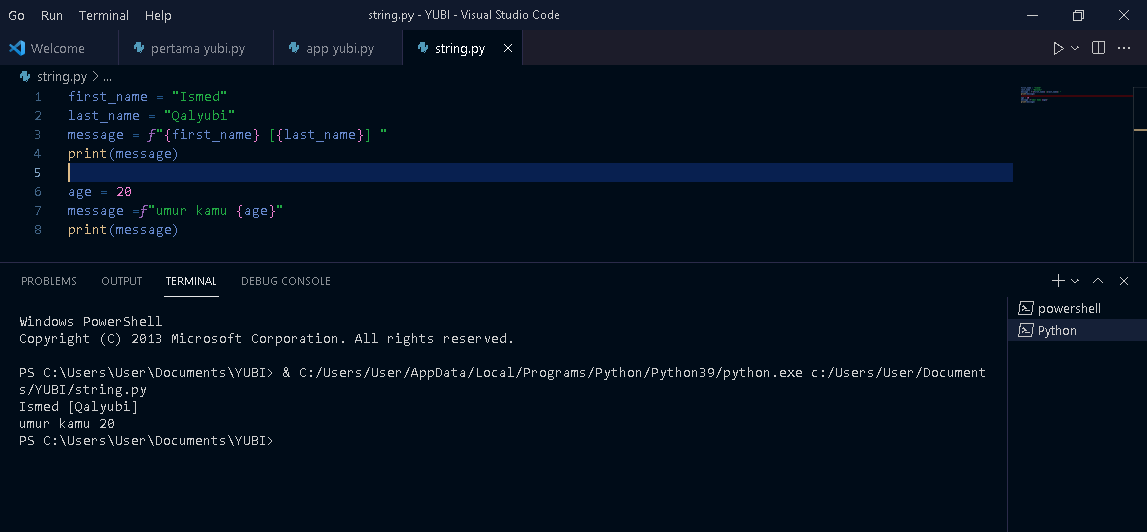 Go Run Terminal Help string.py - YUBI - Visual Studio Code
Welcome pertama yubi.py app yubi.py string.py
string.py > ...
1 first_name = "Ismed"
2 last_name = "Qalyubi"
3 message = f"{first_name} [{last_name}] "
4 print(message)
5
6 age = 20
7 message =f"umur kamu {age}"
8 print(message)
PROBLEMS OUTPUT TERMINAL DEBUG CONSOLE
Windows PowerShell
Copyright (C) 2013 Microsoft Corporation. All rights reserved.
PS C:\Users\User\Documents\YUBI> & C:/Users/User/AppData/Local/Programs/Python/Python39/python.exe c:/Users/User/Document
s/YUBI/string.py
Ismed [Qalyubi]
umur kamu 20
PS C:\Users\User\Documents\YUBI>
powershell
Python